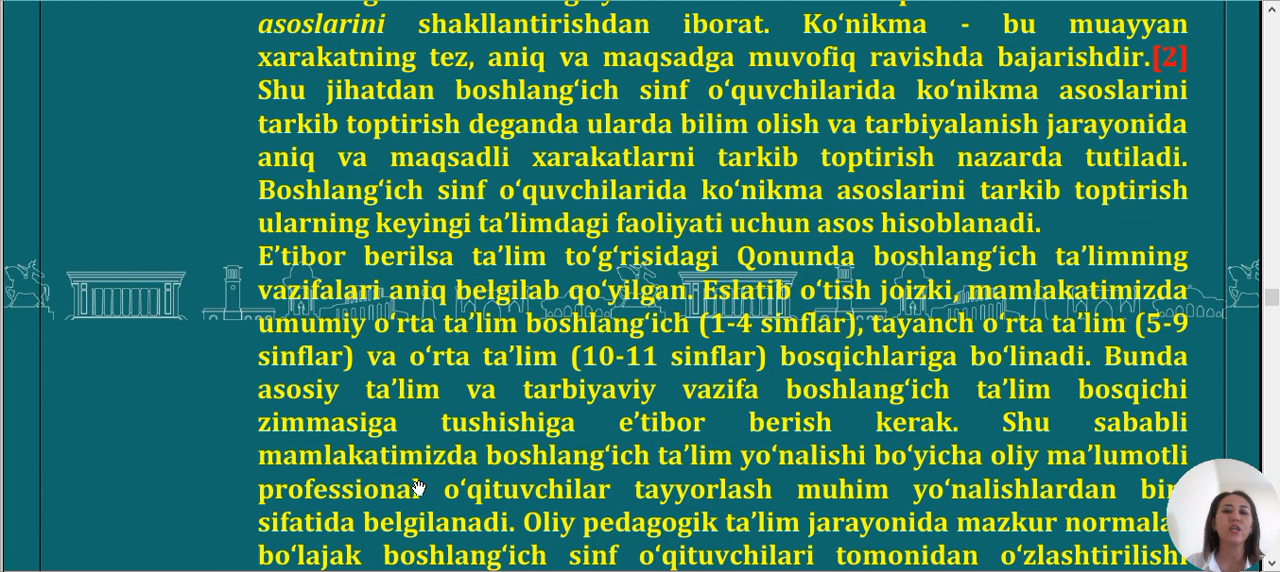 asoslarini shakllantirishdan iborat. Ko‘nikma - bu muayyan
xarakatning tez, aniq va maqsadga muvofiq ravishda bajarishdir.[2]
Shu jihatdan boshlang‘ich sinf o‘quvchilarida ko‘nikma asoslarini
tarkib toptirish deganda ularda bilim olish va tarbiyalanish jarayonida
aniq va maqsadli xarakatlarni tarkib toptirish nazarda tutiladi.
Boshlang‘ich sinf o‘quvchilarida ko‘nikma asoslarini tarkib toptirish
ularning keyingi ta’limdagi faoliyati uchun asos hisoblanadi.
E’tibor berilsa ta’lim to‘g‘risidagi Qonunda boshlang‘ich ta’limning
vazifalari aniq belgilab qo‘yilgan. Eslatib o‘tish joizki, mamlakatimizda
umumiy o‘rta ta’lim boshlang‘ich (1-4 sinflar), tayanch o‘rta ta’lim (5-9
sinflar) va o‘rta ta’lim (10-11 sinflar) bosqichlariga bo‘linadi. Bunda
asosiy ta’lim va tarbiyaviy vazifa boshlang‘ich ta’lim bosqichi
zimmasiga tushishiga e’tibor berish kerak. Shu sababli
mamlakatimizda boshlang‘ich ta’lim yo‘nalishi bo‘yicha oliy ma’lumotli
professional o‘qituvchilar tayyorlash muhim yo‘nalishlardan biri
sifatida belgilanadi. Oliy pedagogik ta’lim jarayonida mazkur normalar
bo‘lajak boshlang‘ich sinf o‘qituvchilari tomonidan o‘zlashtirilishi